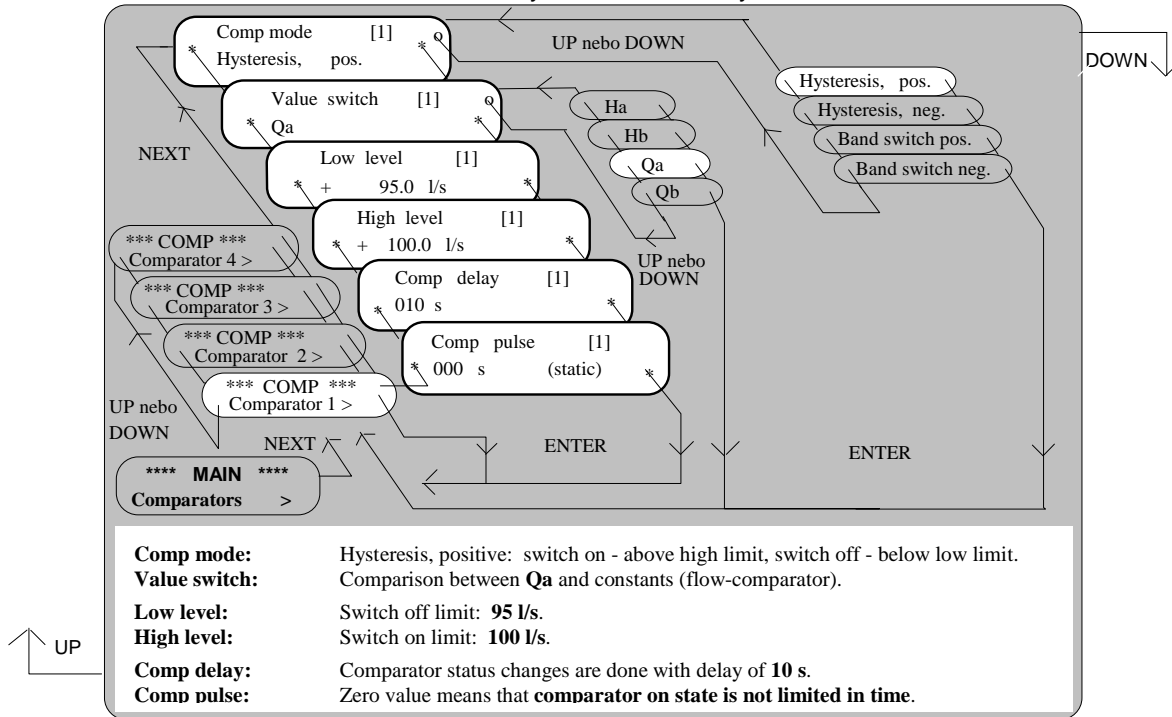 Comp mode [1]
Hysteresis, pos.
Value switch [1]
Qa
Low level [1]
+ 95.0 l/s
High level [1]
+ 100.0 l/s
Comp delay [1]
010 s
Comp pulse [1]
000 s (static)
UP nebo DOWN
Ha
Hb
Qa
Qb
UP nebo
DOWN
Hysteresis, pos.
Hysteresis, neg.
Band switch pos.
Band switch neg.
DOWN
NEXT
*** COMP ***
Comparator 4 >
*** COMP ***
Comparator 3 >
*** COMP ***
Comparator 2 >
*** COMP ***
Comparator 1 >
UP nebo
DOWN
NEXT
ENTER
ENTER
**** MAIN ****
Comparators >
Comp mode: Hysteresis, positive: switch on - above high limit, switch off - below low limit.
Value switch: Comparison between Qa and constants (flow-comparator).
Low level: Switch off limit: 95 l/s.
High level: Switch on limit: 100 l/s.
UP
Comp delay: Comparator status changes are done with delay of 10 s.
Comp pulse: Zero value means that comparator on state is not limited in time.